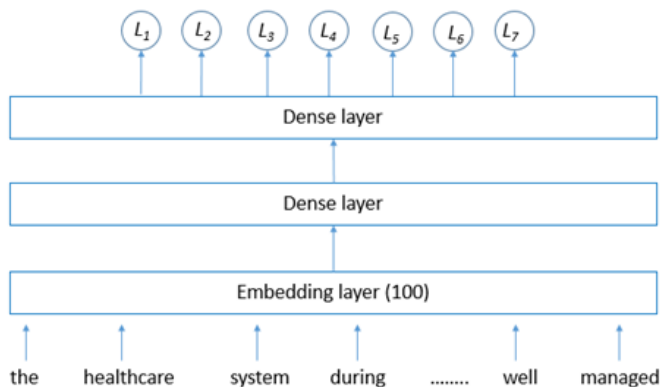 L1 L2 L3 L4 L5 L6 L7
Dense layer
Dense layer
Embedding layer (100)
the healthcare system during ........ well managed